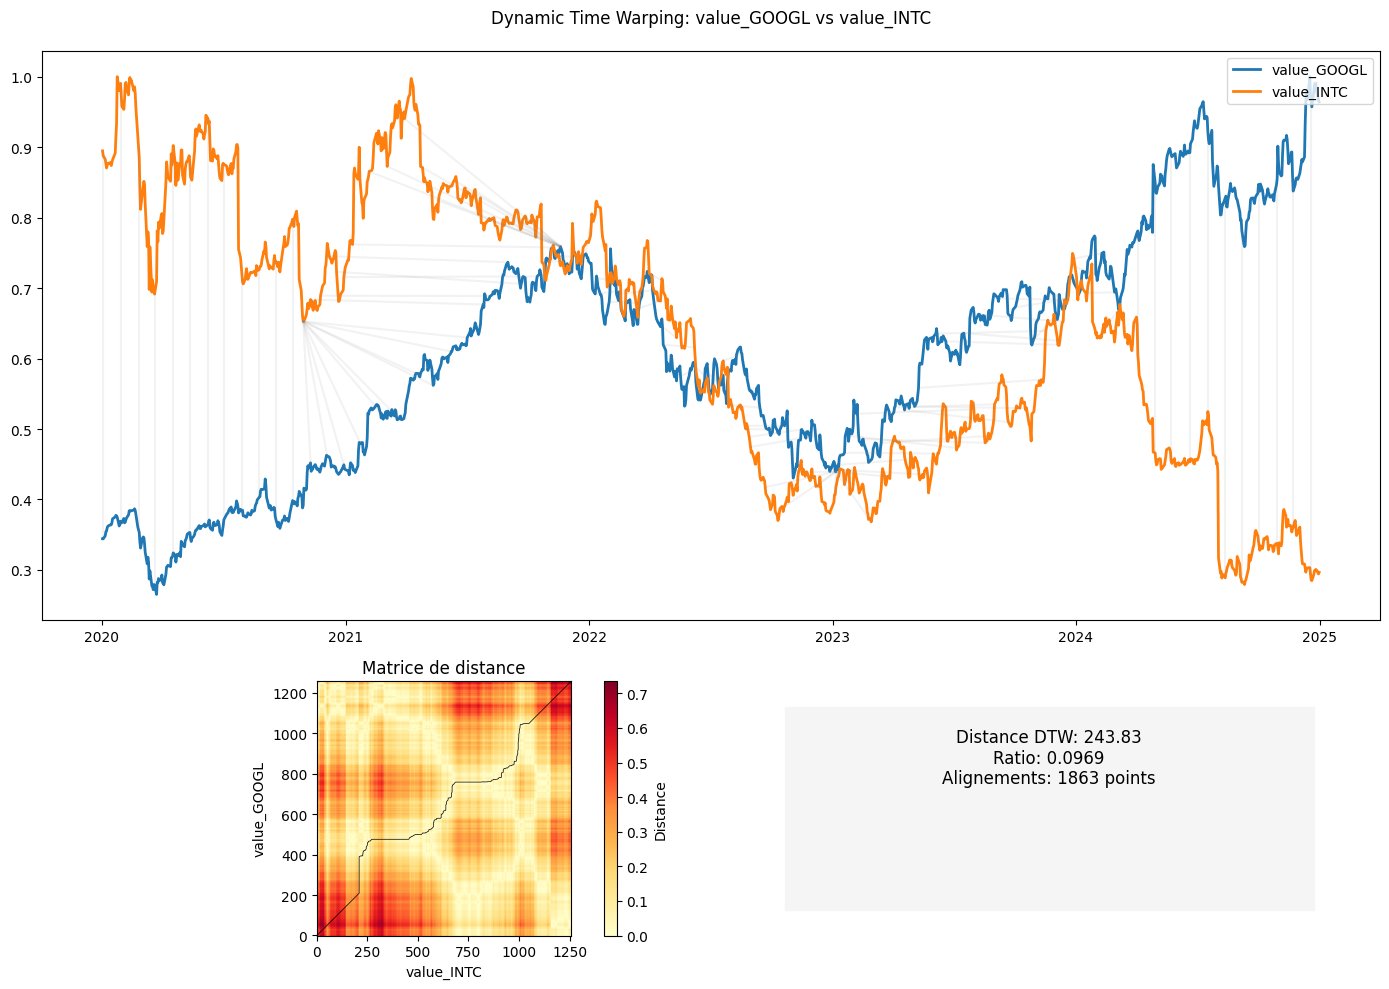 Dynamic Time Warping: value_GOOGL vs value_INTC
value_GOOGL
value_INTC
1.0
0.9
0.8
0.7
0.6
0.5
0.4
0.3
2020 2021 2022 2023 2024 2025
Matrice de distance
value_GOOGL
1200
1000
800
600
400
200
0
0 250 500 750 1000 1250
value_INTC
0.7
0.6
0.5
0.4
0.3
0.2
0.1
0.0
Distance
Distance DTW: 243.83
Ratio: 0.0969
Alignements: 1863 points